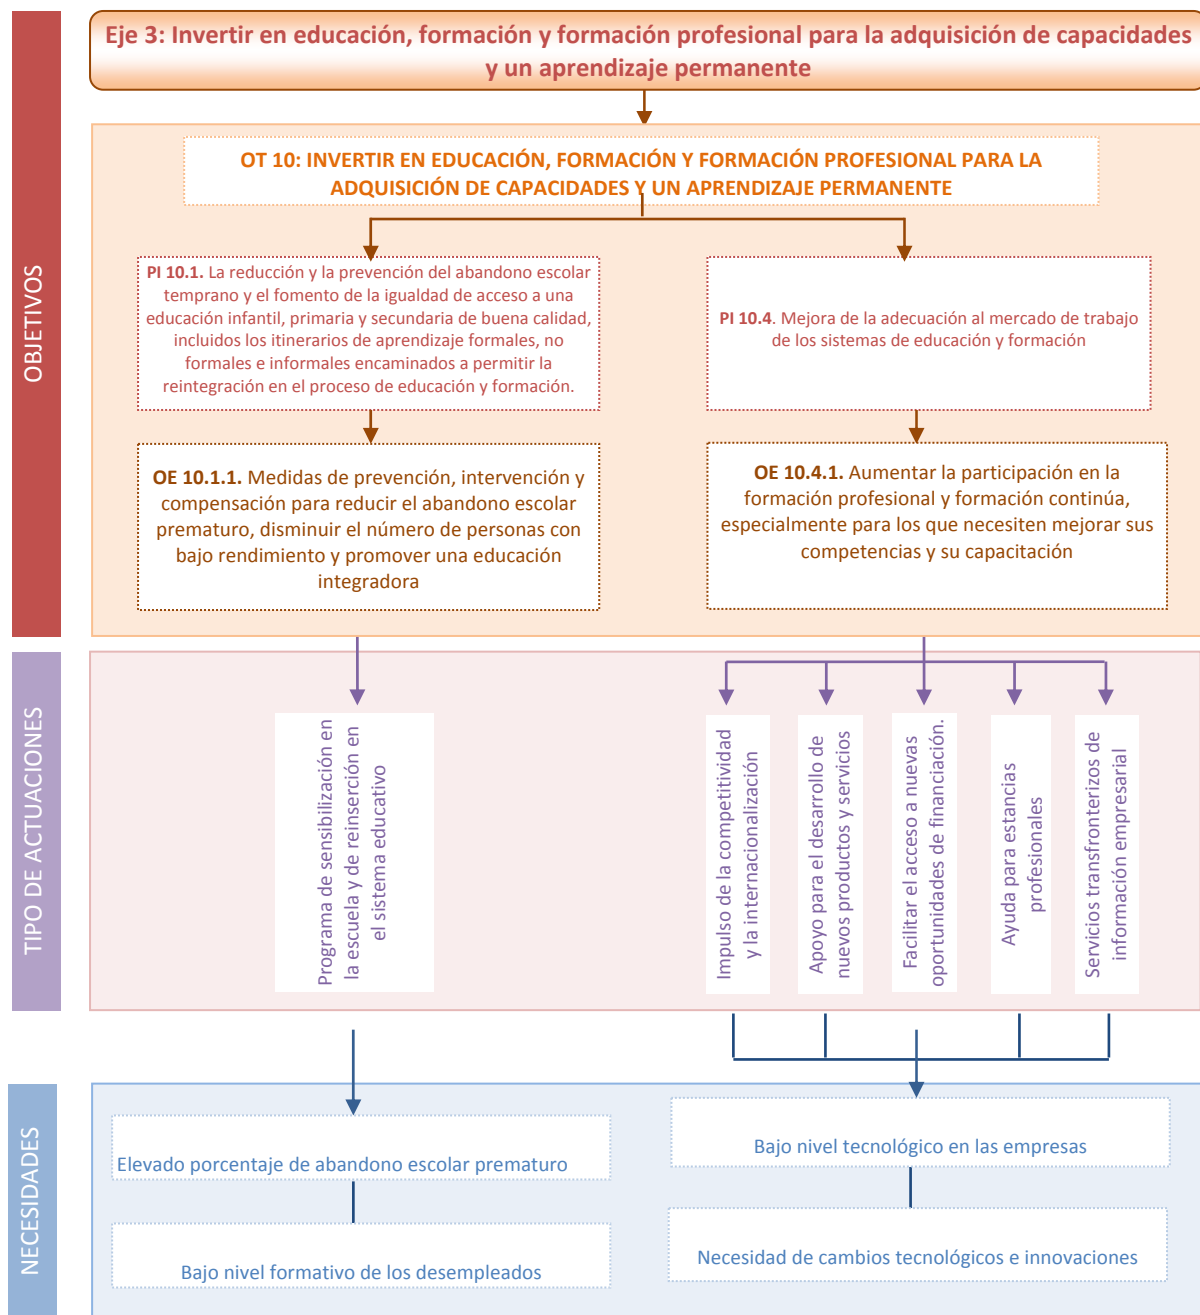 Eje 3: Invertir en educación, formación y formación profesional para la adquisición de capacidades
y un aprendizaje permanente
OBJETIVOS
OT 10: INVERTIR EN EDUCACIÓN, FORMACIÓN Y FORMACIÓN PROFESIONAL PARA LA
ADQUISICIÓN DE CAPACIDADES Y UN APRENDIZAJE PERMANENTE
PI 10.1. La reducción y la prevención del abandono escolar
temprano y el fomento de la igualdad de acceso a una
educación infantil, primaria y secundaria de buena calidad,
incluidos los itinerarios de aprendizaje formales, no
formales e informales encaminados a permitir la
reintegración en el proceso de educación y formación.
PI 10.4. Mejora de la adecuación al mercado de trabajo
de los sistemas de educación y formación
OE 10.1.1. Medidas de prevención, intervención y
compensación para reducir el abandono escolar
prematuro, disminuir el número de personas con
bajo rendimiento y promover una educación
integradora
OE 10.4.1. Aumentar la participación en la
formación profesional y formación continúa,
especialmente para los que necesiten mejorar sus
competencias y su capacitación
TIPO DE ACTUACIONES
Programa de sensibilización en
la escuela y de reinserción en
el sistema educativo
Impulso de la competitividad
y la internacionalización
Apoyo para el desarrollo de
nuevos productos y servicios
Facilitar el acceso a nuevas
oportunidades de financiación.
Ayuda para estancias
profesionales
Servicios transfronterizos de
información empresarial
NECESIDADES
Elevado porcentaje de abandono escolar prematuro
Bajo nivel formativo de los desempleados
Bajo nivel tecnológico en las empresas
Necesidad de cambios tecnológicos e innovaciones